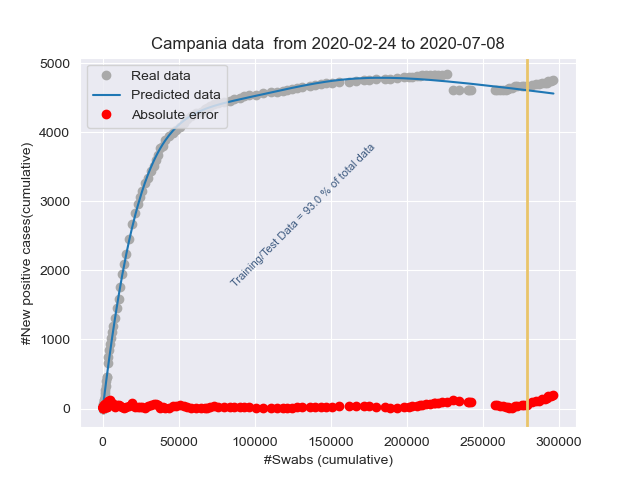 Campania data  from 2020-02-24 to 2020-07-08
Real data
Predicted data
Absolute error
5000
4000
3000
2000
1000
0
#New positive cases(cumulative)
Training/Test Data = 93.0 % of total data
0
50000
100000
150000
200000
250000
300000
#Swabs (cumulative)